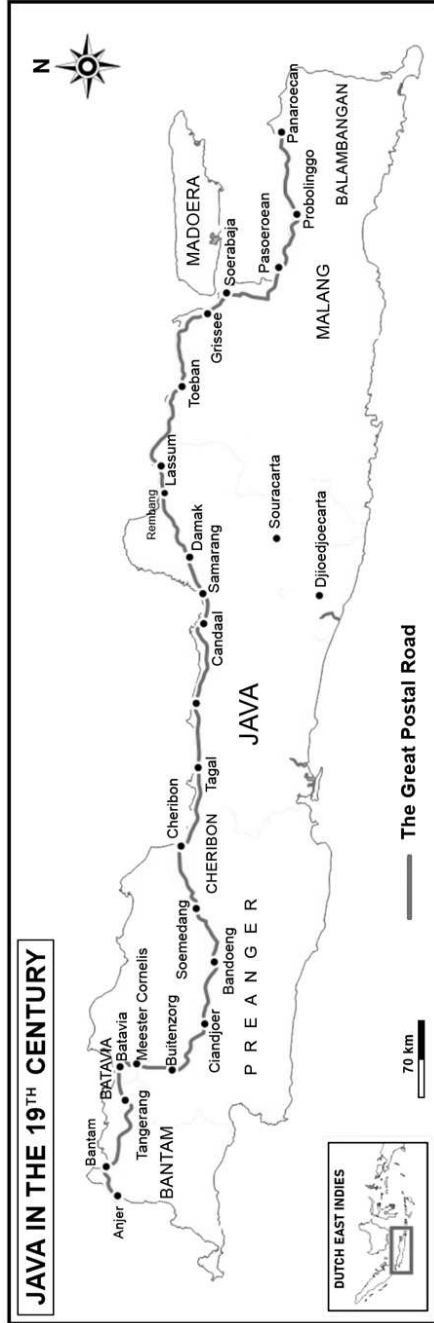 JAVA IN THE 19TH CENTURY
N
Anjer
Bantam
BANTAM
Tangerang
BATAVIA
Batavia
Meester Cornelis
Buitenzorg
Ciandjoer
PREANGER
Bandoeng
Soemedang
CHERIBON
Cheribon
Tagal
JAVA
Candaal
Samarang
Damak
Rembang
Lassum
Souracarta
Djioedjoecarta
Toeban
Grissee
Soerabaja
MADOERA
Pasoeroean
MALANG
Probolinggo
Panaroecan
BALAMBANGAN
DUTCH EAST INDIES
70 km
The Great Postal Road